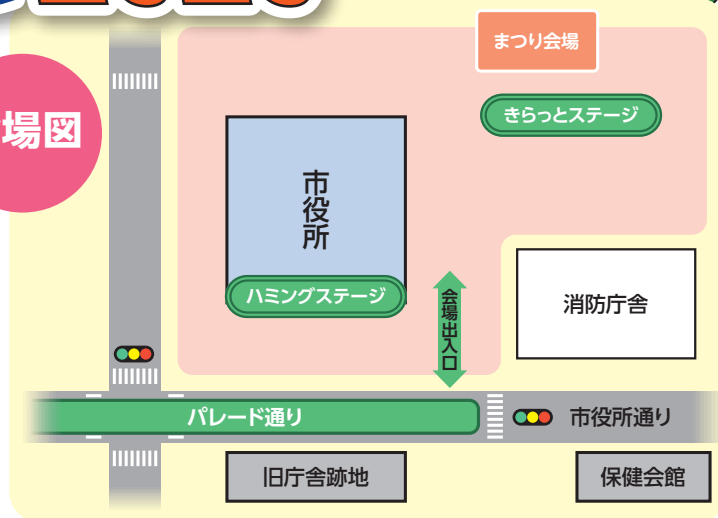 場図
まつり会場
きらっとステージ
市役所
ハミングステージ
会場出入口
消防庁舎
パレード通り
市役所通り
旧庁舎跡地
保健会館